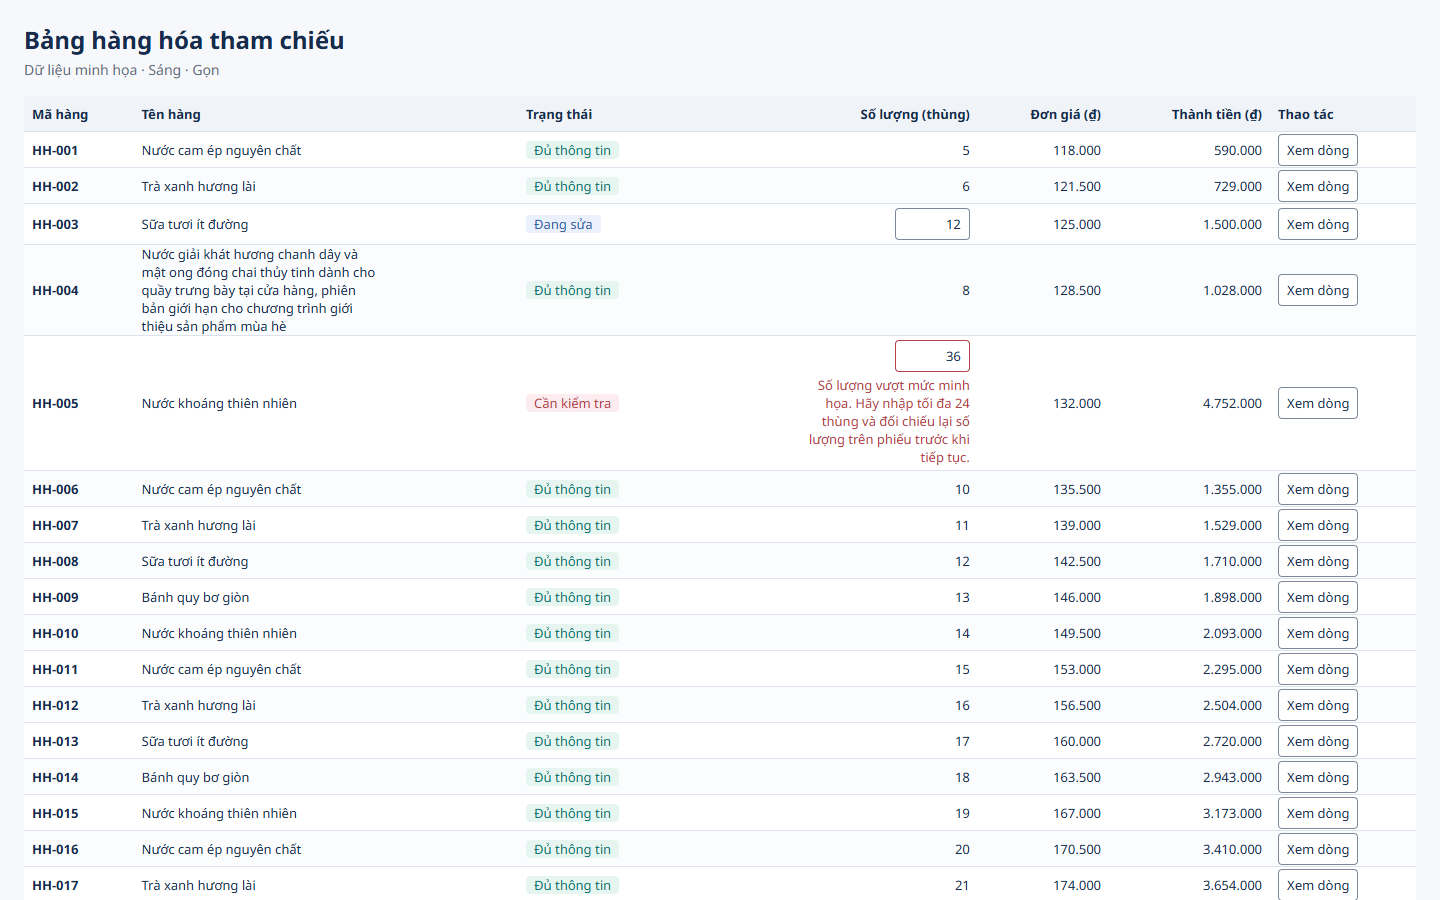 Bảng hàng hóa tham chiếu
Dữ liệu minh họa · Sáng · Gọn
Mã hàng Tên hàng Trạng thái Số lượng (thùng) Đơn giá (₫) Thành tiền (₫) Thao tác
HH-001 Nước cam ép nguyên chất Đủ thông tin 5 118.000 590.000 Xem dòng
HH-002 Trà xanh hương lài Đủ thông tin 6 121.500 729.000 Xem dòng
HH-003 Sữa tươi ít đường Đang sửa 12 125.000 1.500.000 Xem dòng
Nước giải khát hương chanh dây và
mật ong đóng chai thủy tinh dành cho
HH-004 quầy trưng bày tại cửa hàng, phiên Đủ thông tin 8 128.500 1.028.000 Xem dòng
bản giới hạn cho chương trình giới
thiệu sản phẩm mùa hè
36
Số lượng vượt mức minh
HH-005 Nước khoáng thiên nhiên Cần kiểm tra họa. Hãy nhập tối đa 24 132.000 4.752.000 Xem dòng
thùng và đối chiếu lại số
lượng trên phiếu trước khi
tiếp tục.
HH-006 Nước cam ép nguyên chất Đủ thông tin 10 135.500 1.355.000 Xem dòng
HH-007 Trà xanh hương lài Đủ thông tin 11 139.000 1.529.000 Xem dòng
HH-008 Sữa tươi ít đường Đủ thông tin 12 142.500 1.710.000 Xem dòng
HH-009 Bánh quy bơ giòn Đủ thông tin 13 146.000 1.898.000 Xem dòng
HH-010 Nước khoáng thiên nhiên Đủ thông tin 14 149.500 2.093.000 Xem dòng
HH-011 Nước cam ép nguyên chất Đủ thông tin 15 153.000 2.295.000 Xem dòng
HH-012 Trà xanh hương lài Đủ thông tin 16 156.500 2.504.000 Xem dòng
HH-013 Sữa tươi ít đường Đủ thông tin 17 160.000 2.720.000 Xem dòng
HH-014 Bánh quy bơ giòn Đủ thông tin 18 163.500 2.943.000 Xem dòng
HH-015 Nước khoáng thiên nhiên Đủ thông tin 19 167.000 3.173.000 Xem dòng
HH-016 Nước cam ép nguyên chất Đủ thông tin 20 170.500 3.410.000 Xem dòng
HH-017 Trà xanh hương lài Đủ thông tin 21 174.000 3.654.000 Xem dòng